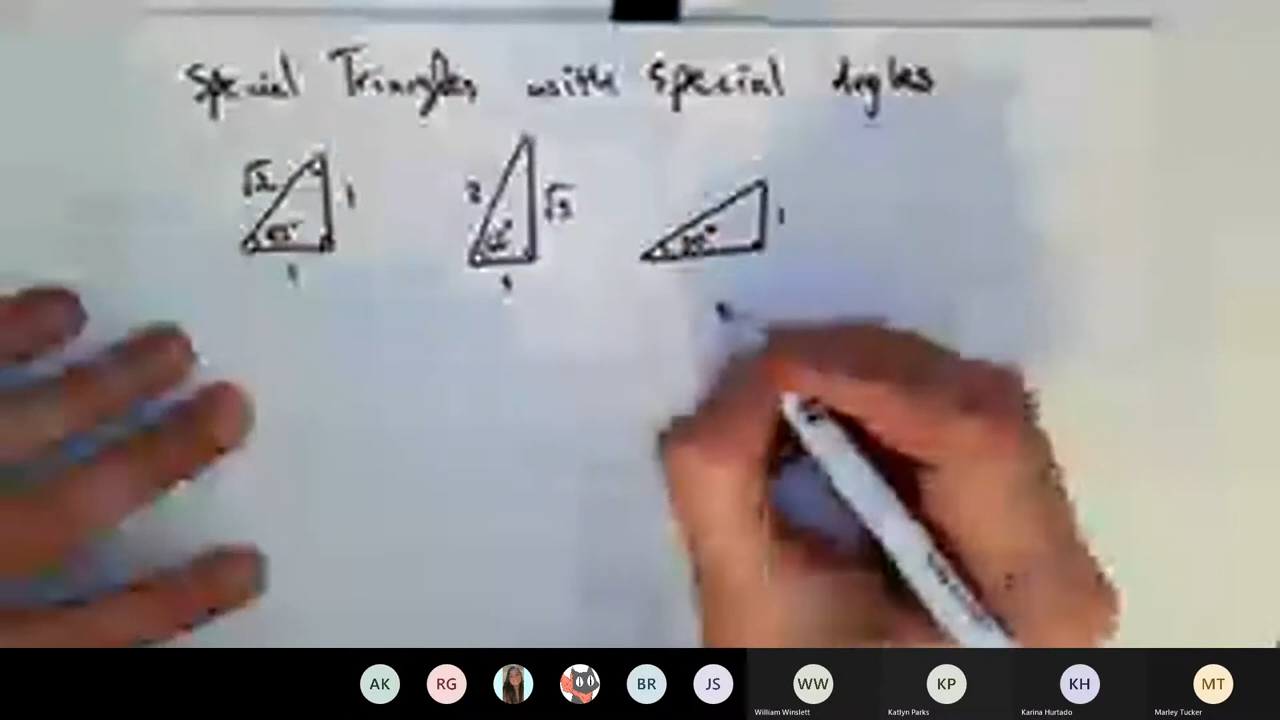 Special Triangles with Special Angles
√2 1 45° 1
2 √3 60° 1
1 30°
AK RG BR JS WW KP KH MT
William Winslett Katlyn Parks Karina Hurtado Marley Tucker